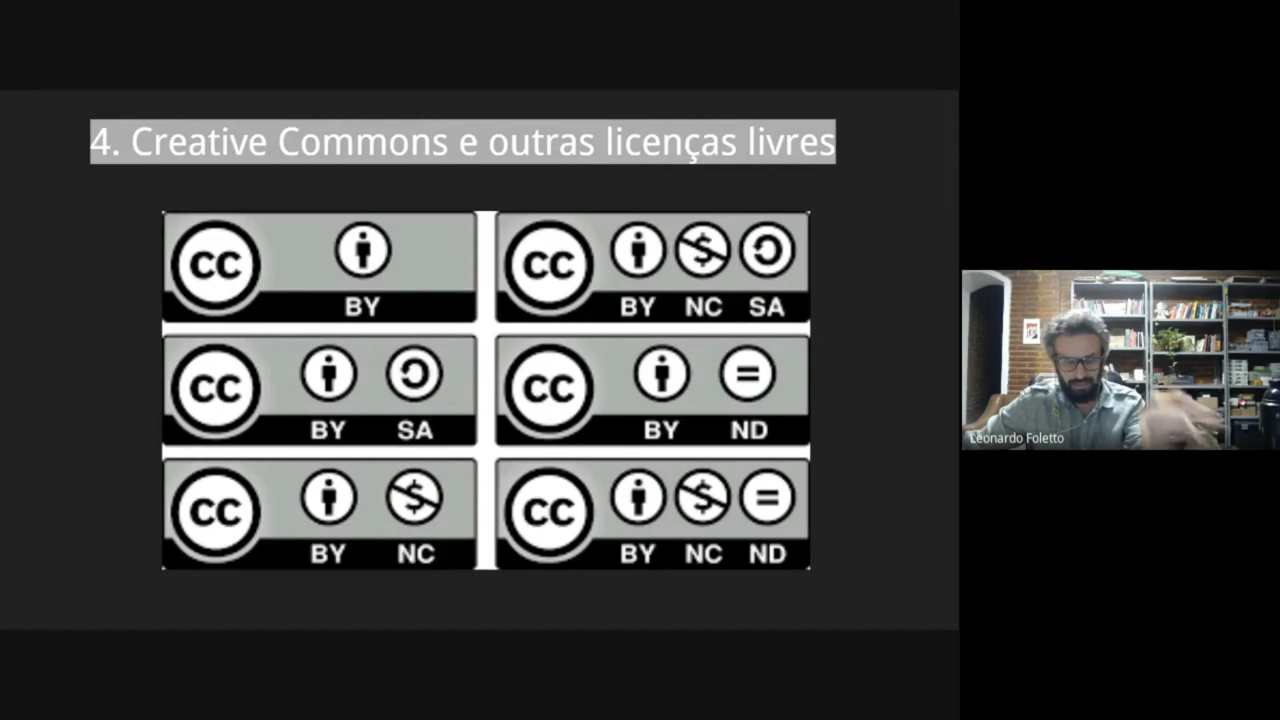 4. Creative Commons e outras licenças livres
CC BY
CC BY NC SA
CC BY SA
CC BY ND
CC BY NC
CC BY NC ND
Leonardo Foletto